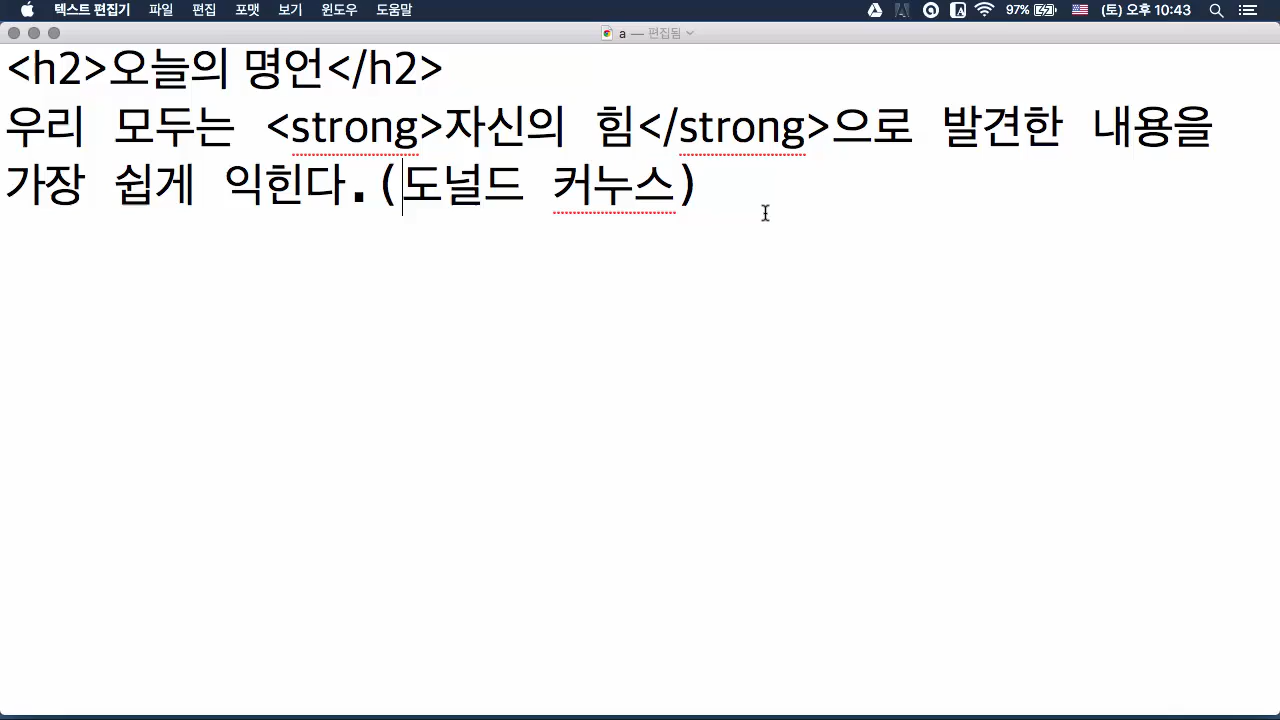 텍스트 편집기 파일 편집 포맷 보기 윈도우 도움말 97% (토) 오후 10:43
a — 편집됨
<h2>오늘의 명언</h2>
우리 모두는 <strong>자신의 힘</strong>으로 발견한 내용을
가장 쉽게 익힌다.(도널드 커누스)